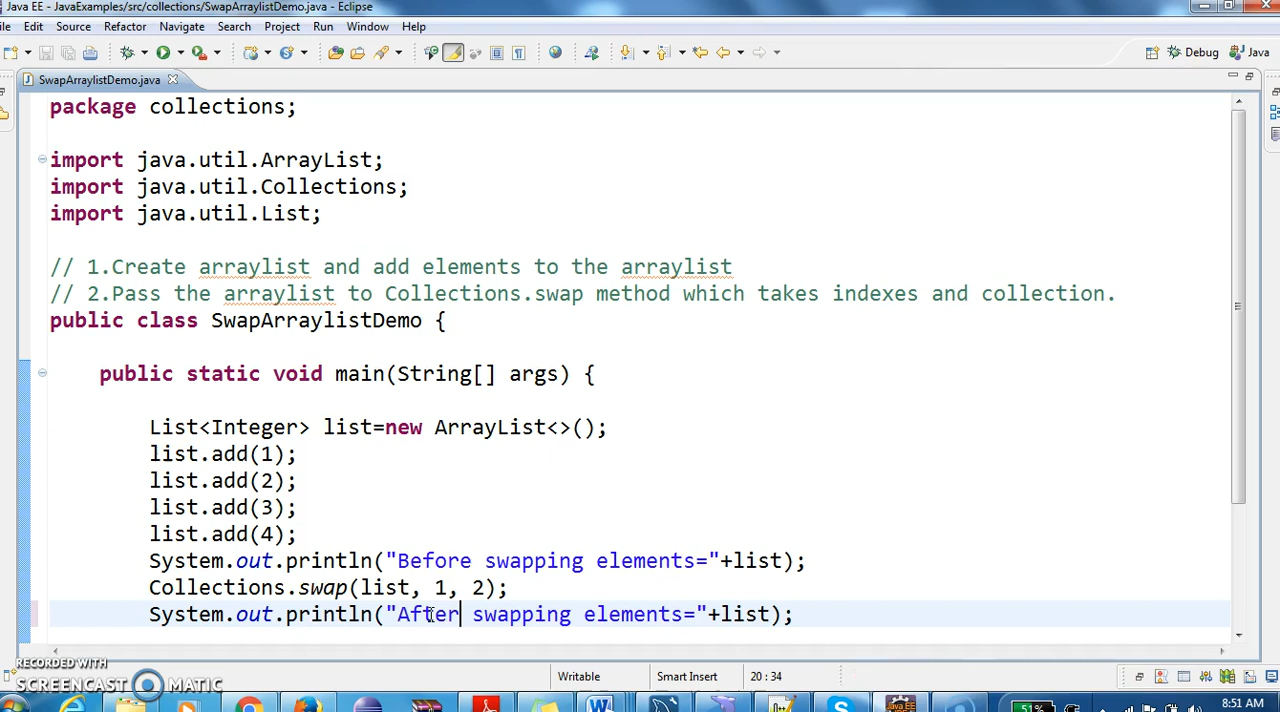 Java EE - JavaExamples/src/collections/SwapArraylistDemo.java - Eclipse
ile Edit Source Refactor Navigate Search Project Run Window Help
Debug Java
SwapArraylistDemo.java
package collections;
import java.util.ArrayList;
import java.util.Collections;
import java.util.List;
// 1.Create arraylist and add elements to the arraylist
// 2.Pass the arraylist to Collections.swap method which takes indexes and collection.
public class SwapArraylistDemo {
public static void main(String[] args) {
List<Integer> list=new ArrayList<>();
list.add(1);
list.add(2);
list.add(3);
list.add(4);
System.out.println("Before swapping elements="+list);
Collections.swap(list, 1, 2);
System.out.println("After swapping elements="+list);
RECORDED WITH
SCREENCAST MATIC
Writable Smart Insert 20 : 34
51% 8:51 AM